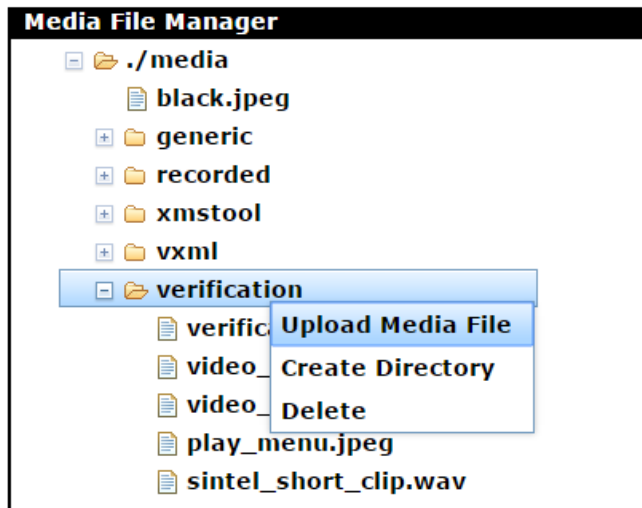 Media File Manager
./media
black.jpeg
generic
recorded
xmstool
vxml
verification
Upload Media File
video_
Create Directory
video_
Delete
play_menu.jpeg
sintel_short_clip.wav